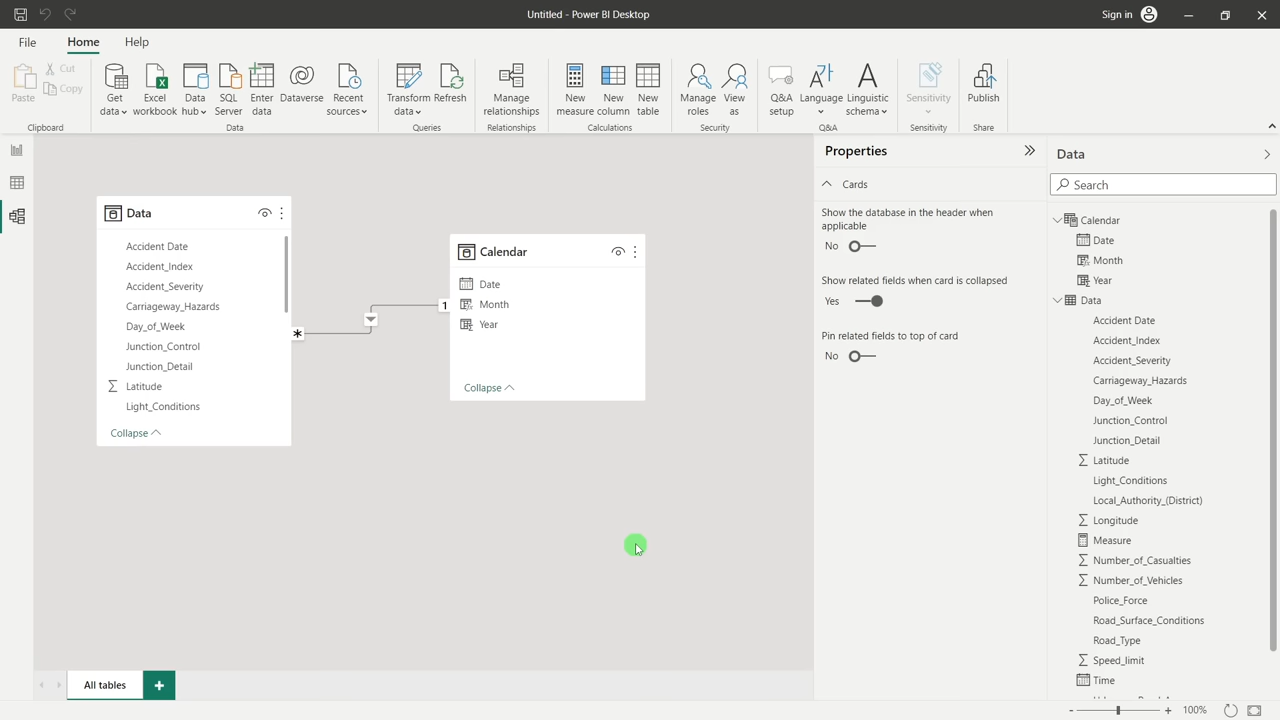 Untitled - Power BI Desktop
Sign in
File
Home
Help
Paste
Cut
Copy
Clipboard
Get data
Excel workbook
Data hub
SQL Server
Enter data
Dataverse
Recent sources
Data
Transform data
Refresh
Queries
Manage relationships
Relationships
New measure
New column
New table
Calculations
Manage roles
View as
Security
Q&A setup
Language
Linguistic schema
Q&A
Sensitivity
Sensitivity
Publish
Share
Data
Accident Date
Accident_Index
Accident_Severity
Carriageway_Hazards
Day_of_Week
Junction_Control
Junction_Detail
Latitude
Light_Conditions
Collapse
*
1
Calendar
Date
Month
Year
Collapse
Properties
Cards
Show the database in the header when
applicable
No
Show related fields when card is collapsed
Yes
Pin related fields to top of card
No
Data
Search
Calendar
Date
Month
Year
Data
Accident Date
Accident_Index
Accident_Severity
Carriageway_Hazards
Day_of_Week
Junction_Control
Junction_Detail
Latitude
Light_Conditions
Local_Authority_(District)
Longitude
Measure
Number_of_Casualties
Number_of_Vehicles
Police_Force
Road_Surface_Conditions
Road_Type
Speed_limit
Time
All tables
100%